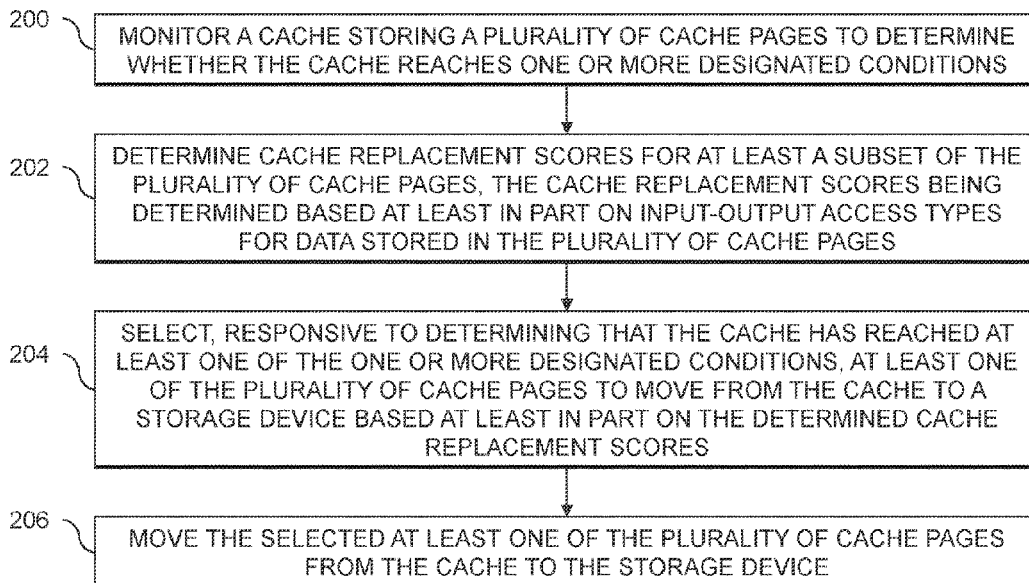 200
MONITOR A CACHE STORING A PLURALITY OF CACHE PAGES TO DETERMINE
WHETHER THE CACHE REACHES ONE OR MORE DESIGNATED CONDITIONS
202
DETERMINE CACHE REPLACEMENT SCORES FOR AT LEAST A SUBSET OF THE
PLURALITY OF CACHE PAGES, THE CACHE REPLACEMENT SCORES BEING
DETERMINED BASED AT LEAST IN PART ON INPUT-OUTPUT ACCESS TYPES
FOR DATA STORED IN THE PLURALITY OF CACHE PAGES
204
SELECT, RESPONSIVE TO DETERMINING THAT THE CACHE HAS REACHED AT
LEAST ONE OF THE ONE OR MORE DESIGNATED CONDITIONS, AT LEAST ONE
OF THE PLURALITY OF CACHE PAGES TO MOVE FROM THE CACHE TO A
STORAGE DEVICE BASED AT LEAST IN PART ON THE DETERMINED CACHE
REPLACEMENT SCORES
206
MOVE THE SELECTED AT LEAST ONE OF THE PLURALITY OF CACHE PAGES
FROM THE CACHE TO THE STORAGE DEVICE